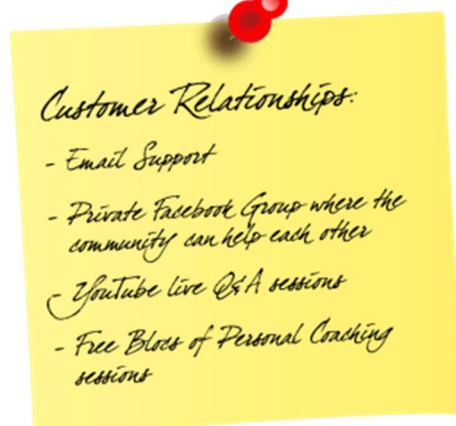 Customer Relationships:
- Email Support
- Private Facebook Group where the
community can help each other
- YouTube live Q&A sessions
- Free Blocs of Personal Coaching
sessions